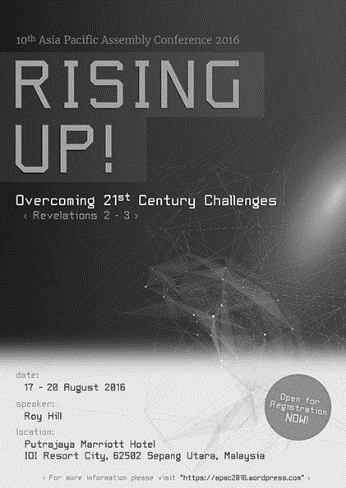 10th Asia Pacific Assembly Conference 2016
RISING
UP!
Overcoming 21st Century Challenges
‹ Revelations 2 - 3 ›
date:
17 - 20 August 2016
speaker:
Roy Hill
location:
Putrajaya Marriott Hotel
IOI Resort City, 62502 Sepang Utara, Malaysia
Open for
Registration
NOW!
‹ For more information please visit "https://apac2016.wordpress.com" ›